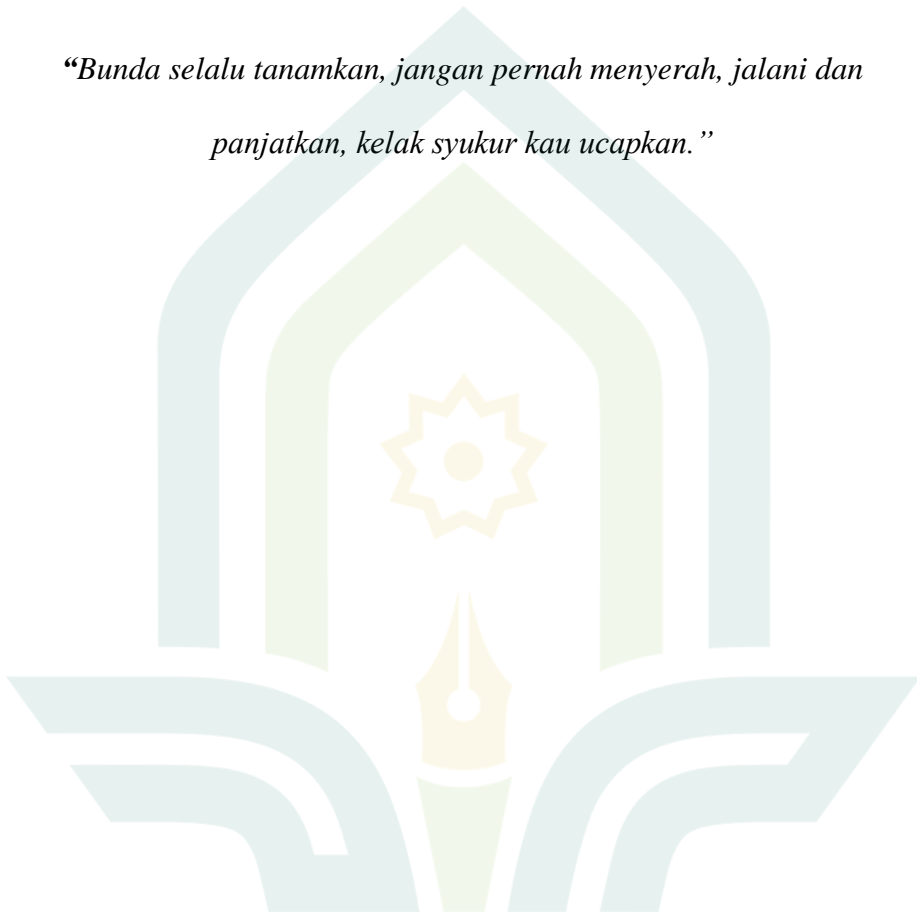 “Bunda selalu tanamkan, jangan pernah menyerah, jalani dan
panjatkan, kelak syukur kau ucapkan.”